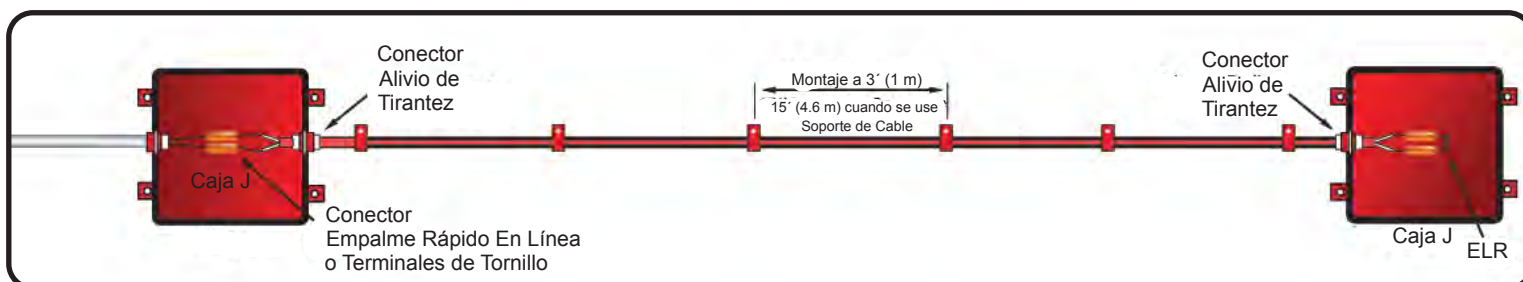 Conector
Alivio de
Tirantez
Montaje a 3´ (1 m)
15´ (4.6 m) cuando se use
Soporte de Cable
Conector
Alivio de
Tirantez
Caja J
Conector
Empalme Rápido En Línea
o Terminales de Tornillo
Caja J
ELR